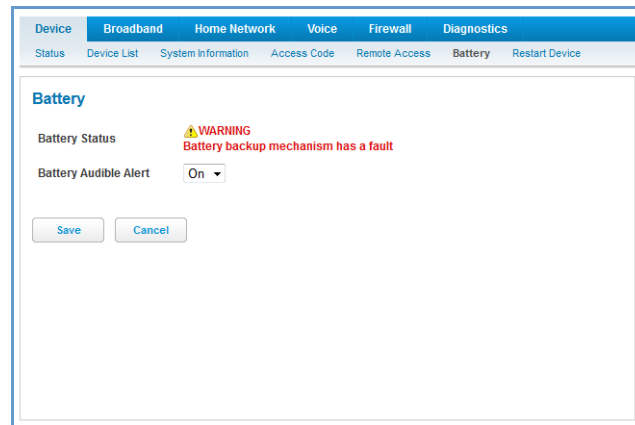 Device Broadband Home Network Voice Firewall Diagnostics
Status Device List System Information Access Code Remote Access Battery Restart Device
Battery
Battery Status
WARNING
Battery backup mechanism has a fault
Battery Audible Alert On
Save Cancel